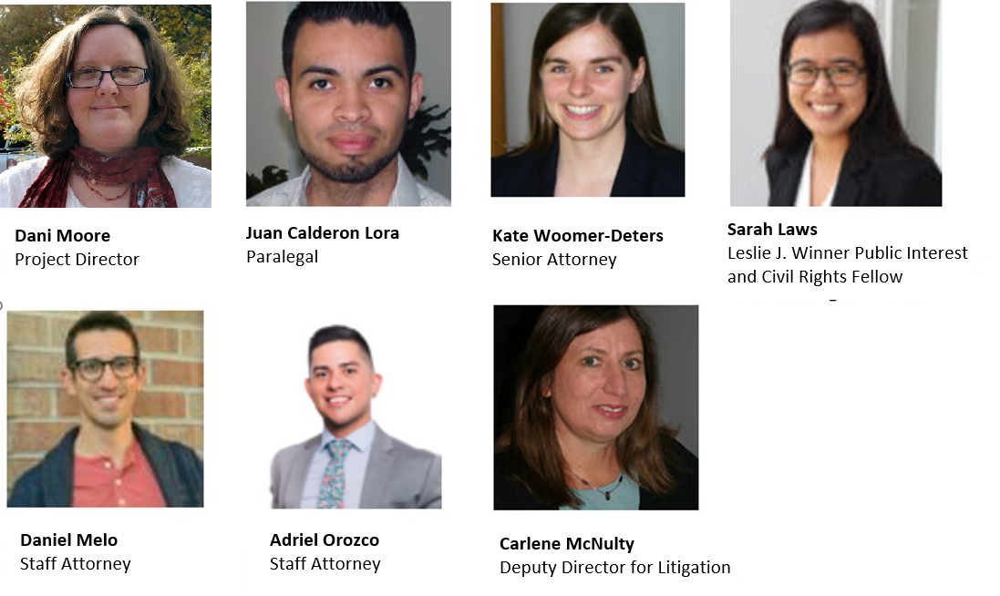 Dani Moore
Project Director
Juan Calderon Lora
Paralegal
Kate Woomer-Deters
Senior Attorney
Sarah Laws
Leslie J. Winner Public Interest
and Civil Rights Fellow
Daniel Melo
Staff Attorney
Adriel Orozco
Staff Attorney
Carlene McNulty
Deputy Director for Litigation